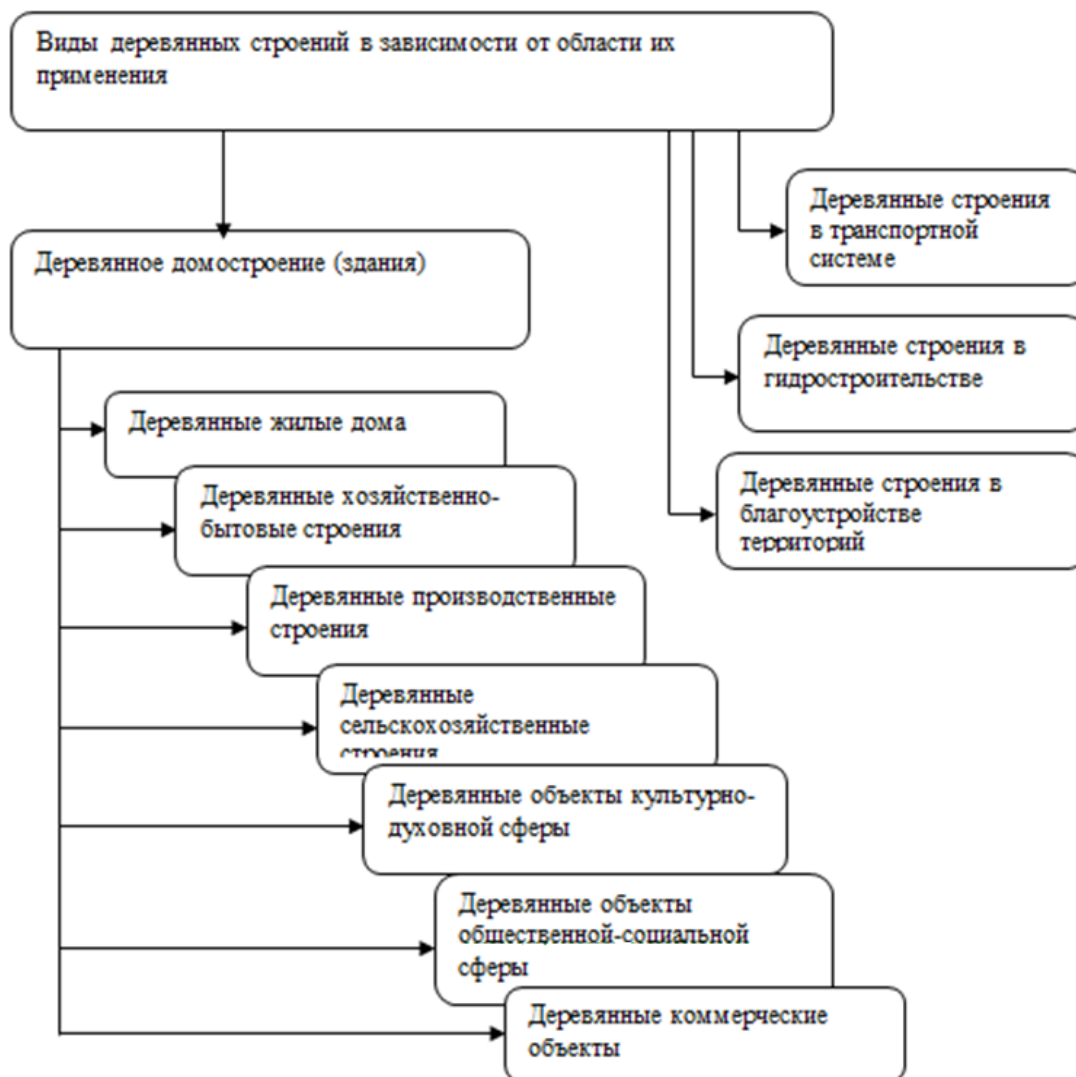 Виды деревянных строений в зависимости от области их
применения
Деревянные строения
в транспортной
системе
Деревянное домостроение (здания)
Деревянные строения в
гидростроительстве
Деревянные жилые дома
Деревянные строения в
благоустройстве
территорий
Деревянные хозяйственно-
бытовые строения
Деревянные производственные
строения
Деревянные
сельскохозяйственные
строения
Деревянные объекты культурно-
духовной сферы
Деревянные объекты
общественной-социальной
сферы
Деревянные коммерческие
объекты